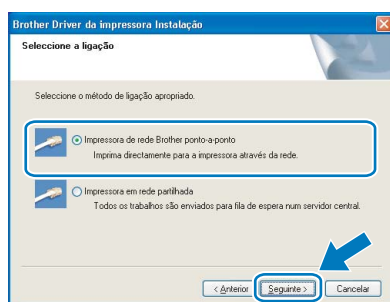 Brother Driver da impressora Instalação
Seleccione a ligação
Seleccione o método de ligação apropriado.
Impressora de rede Brother ponto-a-ponto
Imprima directamente para a impressora através da rede.
Impressora em rede partilhada
Todos os trabalhos são enviados para fila de espera num servidor central.
< Anterior Seguinte > Cancelar